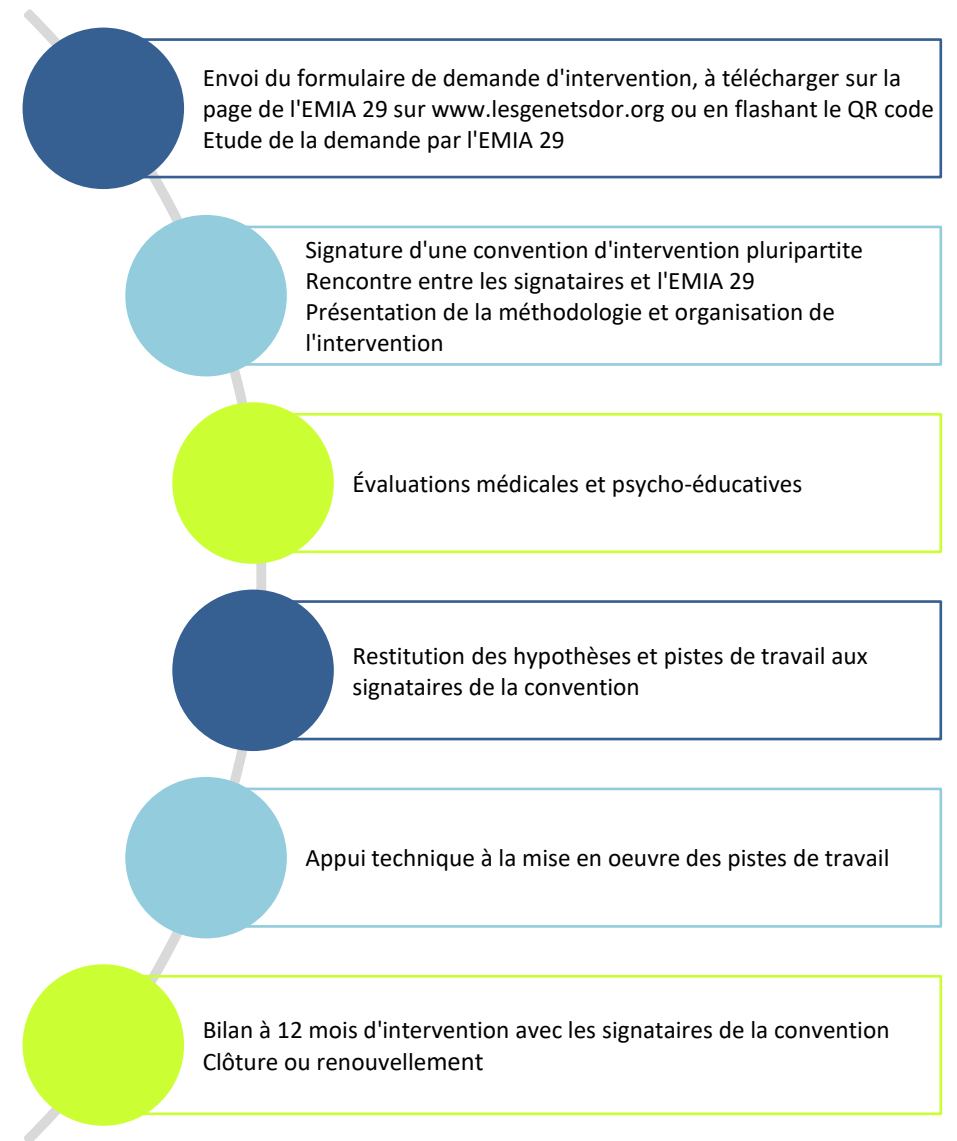 Envoi du formulaire de demande d'intervention, à télécharger sur la
page de l'EMIA 29 sur www.lesgenetsdor.org ou en flashant le QR code
Etude de la demande par l'EMIA 29
Signature d'une convention d'intervention pluripartite
Rencontre entre les signataires et l'EMIA 29
Présentation de la méthodologie et organisation de
l'intervention
Évaluations médicales et psycho-éducatives
Restitution des hypothèses et pistes de travail aux
signataires de la convention
Appui technique à la mise en oeuvre des pistes de travail
Bilan à 12 mois d'intervention avec les signataires de la convention
Clôture ou renouvellement